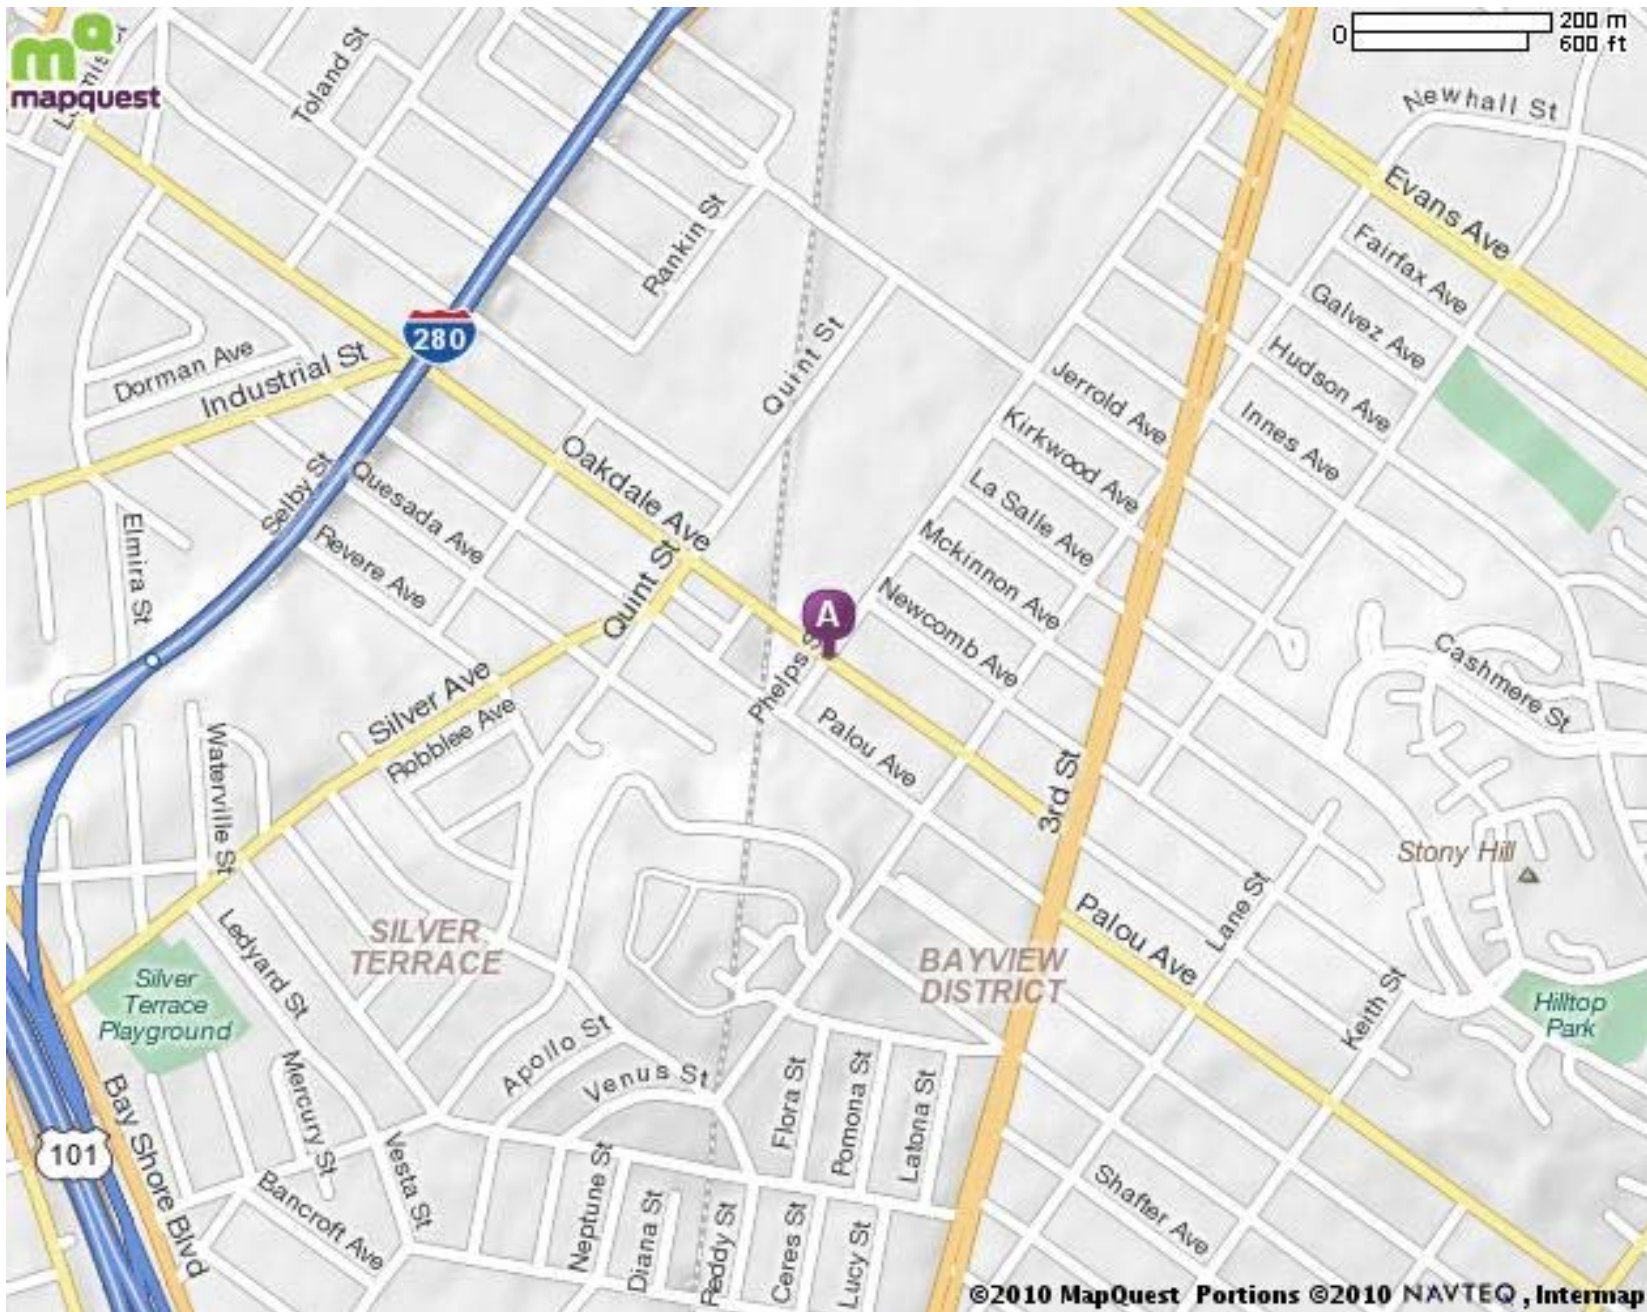 mapquest
0
200 m
600 ft
Toland St
Newhall St
Evans Ave
Rankin St
Fairfax Ave
Galvez Ave
280
Quint St
Hudson Ave
Dorman Ave
Industrial St
Jerrold Ave
Innes Ave
Kirkwood Ave
Oakdale Ave
Selby St
Quesada Ave
La Salle Ave
Elmira St
Revere Ave
Mckinnon Ave
Quint St
A
Newcomb Ave
Cashmere St
Silver Ave
Phelps S
Robblee Ave
Palou Ave
Waterville St
3rd St
Stony Hill
Palou Ave
Lane St
Ledyard St
SILVER
TERRACE
BAYVIEW
DISTRICT
Silver
Terrace
Playground
Keith St
Hilltop
Park
Apollo St
Venus St
Mercury St
Bay Shore Blvd
Flora St
Pomona St
Latona St
101
Vesta St
Bancroft Ave
Neptune St
Diana St
Reddy St
Ceres St
Lucy St
Shafter Ave
©2010 MapQuest Portions ©2010 NAVTEQ, Intermap